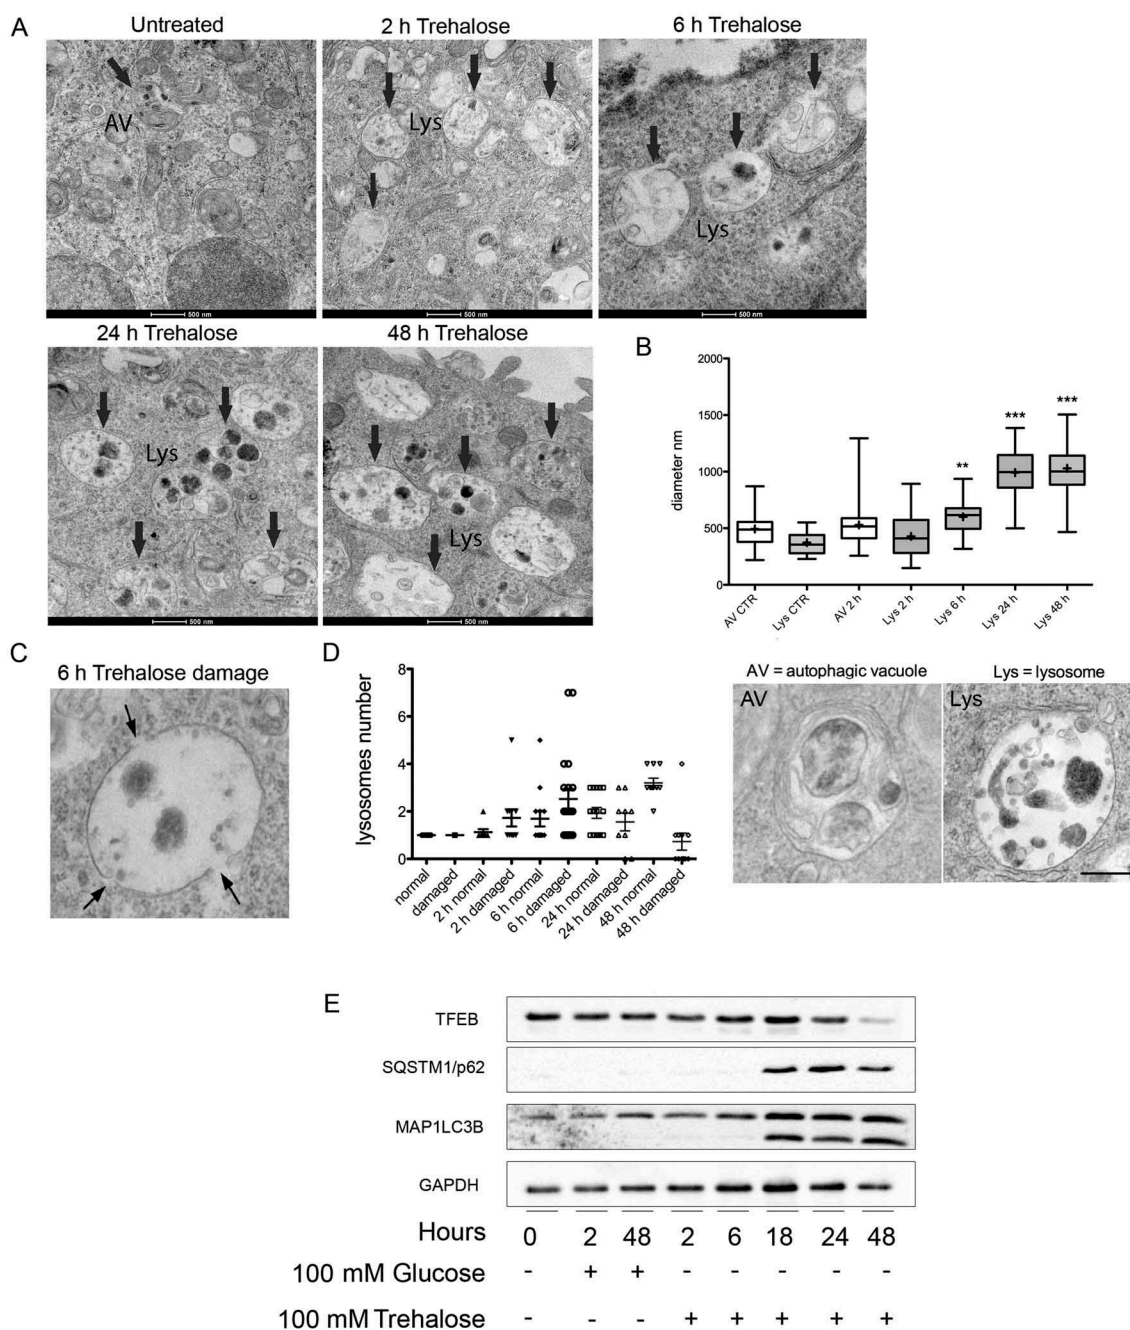 A
Untreated
2 h Trehalose
6 h Trehalose
AV
Lys
Lys
500 nm
500 nm
500 nm
24 h Trehalose
48 h Trehalose
Lys
Lys
500 nm
500 nm
B
diameter nm
2000
1500
1000
500
0
**
***
***
AV CTR
Lys CTR
AV 2 h
Lys 2 h
Lys 6 h
Lys 24 h
Lys 48 h
C
6 h Trehalose damage
D
lysosomes number
8
6
4
2
0
normal
damaged
2 h normal
2 h damaged
6 h normal
6 h damaged
24 h normal
24 h damaged
48 h normal
48 h damaged
AV = autophagic vacuole
Lys = lysosome
AV
Lys
E
TFEB
SQSTM1/p62
MAP1LC3B
GAPDH
Hours 0 2 48 2 6 18 24 48
100 mM Glucose - + + - - - - -
100 mM Trehalose - - - + + + + +